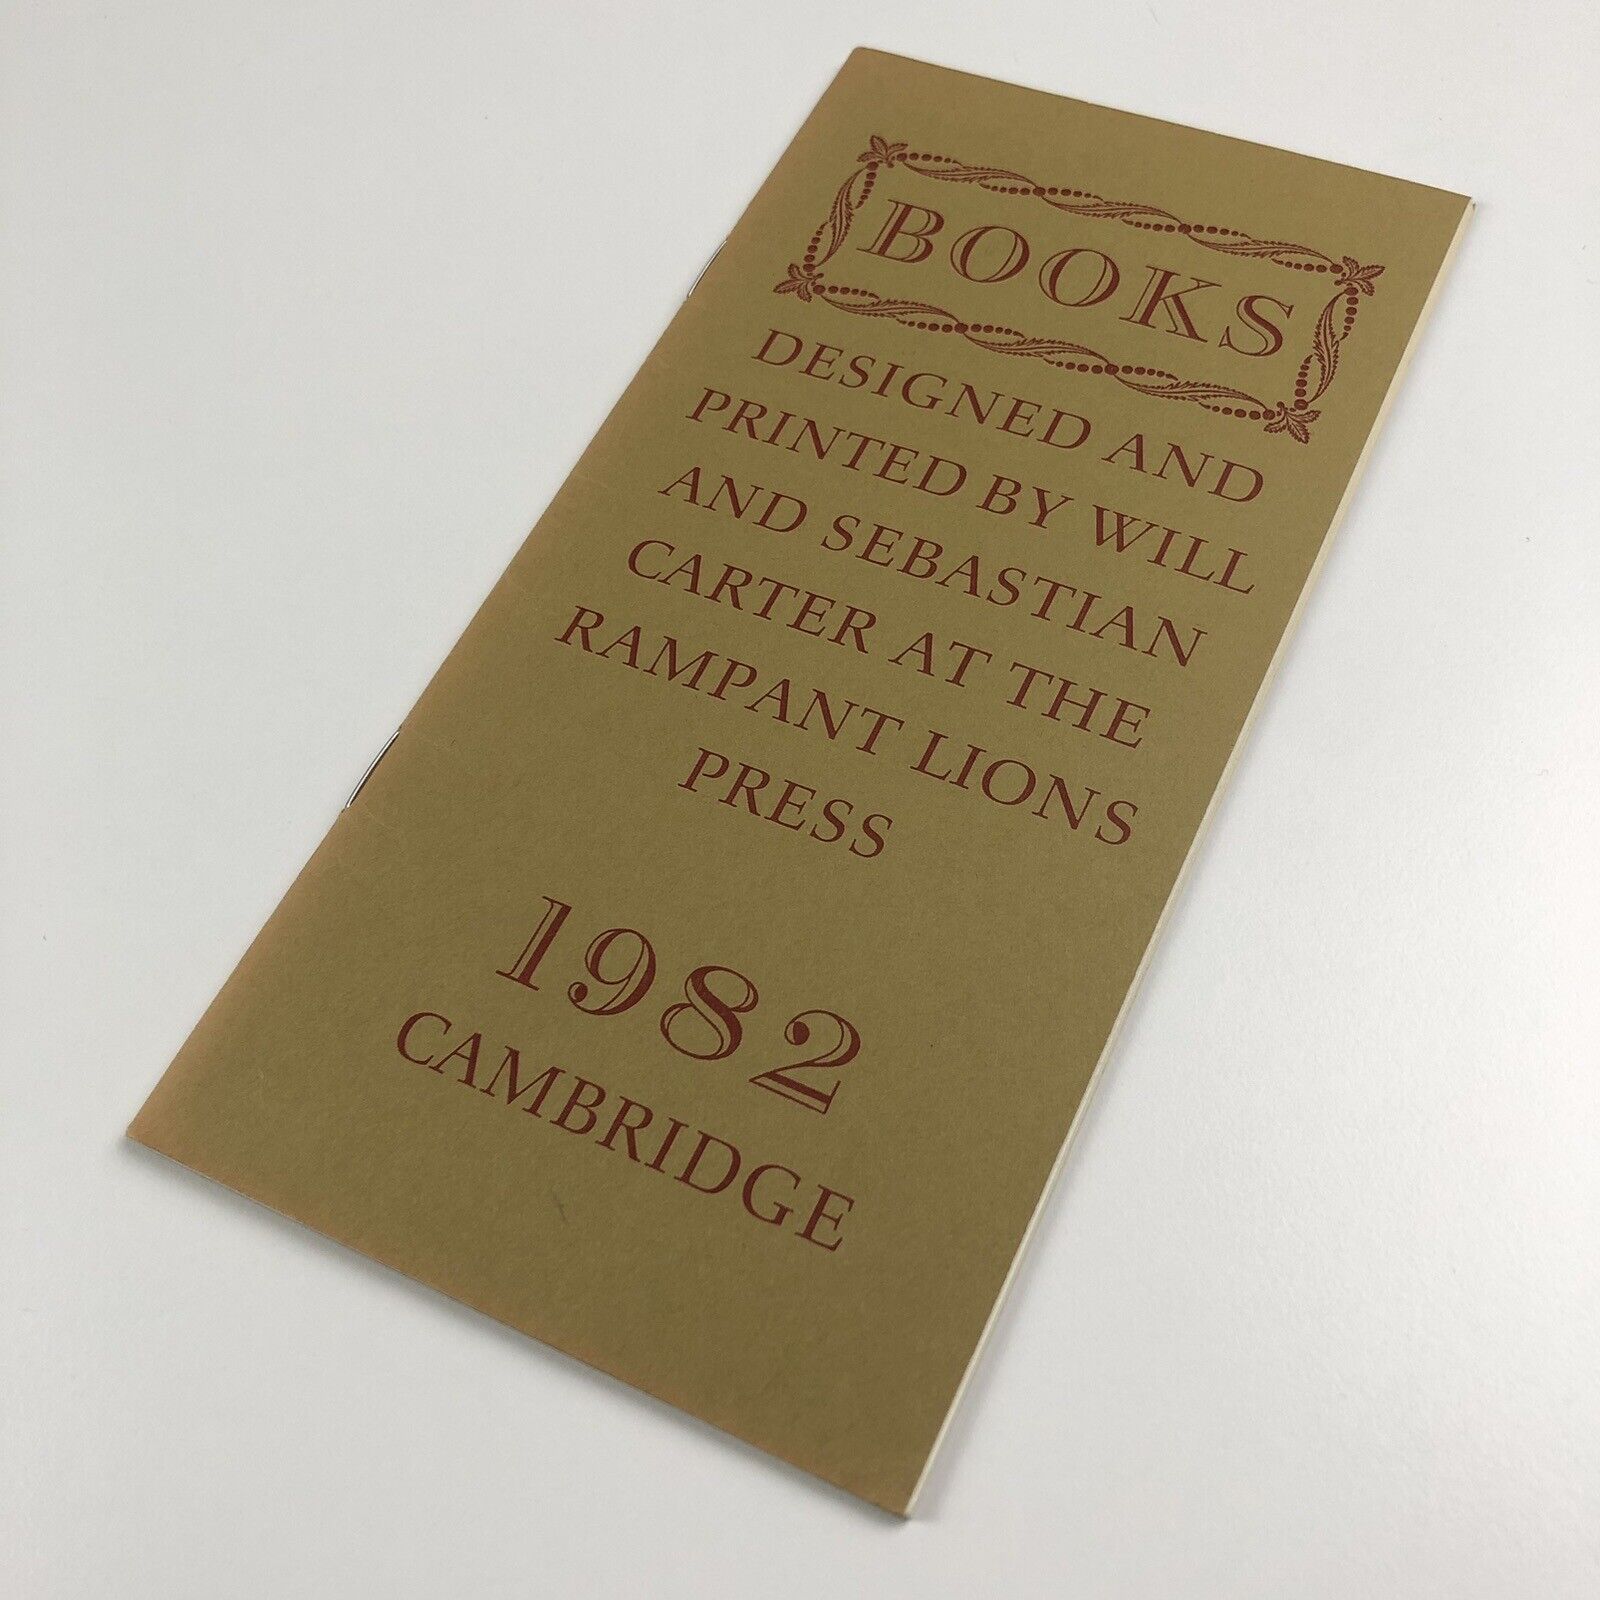 BOOKS
DESIGNED AND
PRINTED BY WILL
AND SEBASTIAN
CARTER AT THE
RAMPANT LIONS
PRESS
1982
CAMBRIDGE